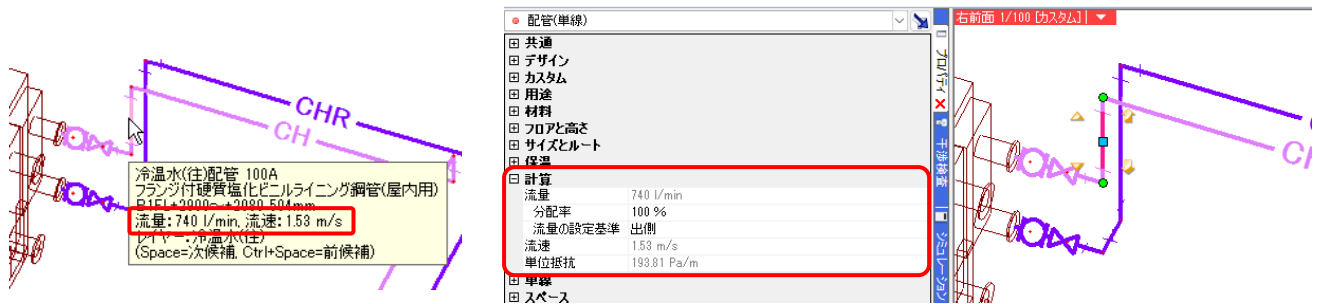 CHR
CH
冷温水(往)配管 100A
フランジ付硬質塩化ビニルライニング鋼管(屋内用)
流量:740 l/min, 流速:1.53 m/s
レイヤー:冷温水(往)
(Space=次候補, Ctrl+Space=前候補)
配管(単線)
共通
デザイン
カスタム
用途
材料
フロアと高さ
サイズとルート
保温
計算
流量 740 l/min
分配率 100 %
流量の設定基準 出側
流速 1.53 m/s
単位抵抗 193.81 Pa/m
単線
スペース
プロパティ
干渉検査
シミュレーション
右前面 1/100 [カスタム]